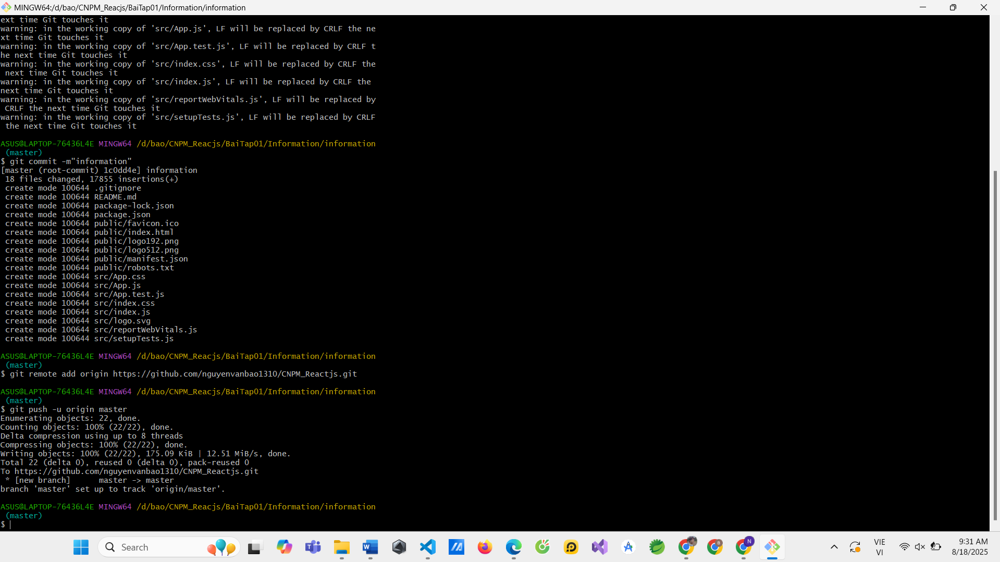 MINGW64:/d/bao/CNPM_Reacjs/BaiTap01/Information/information
ext time Git touches it
warning: in the working copy of 'src/App.js', LF will be replaced by CRLF the ne
xt time Git touches it
warning: in the working copy of 'src/App.test.js', LF will be replaced by CRLF t
he next time Git touches it
warning: in the working copy of 'src/index.css', LF will be replaced by CRLF the
 next time Git touches it
warning: in the working copy of 'src/index.js', LF will be replaced by CRLF the
next time Git touches it
warning: in the working copy of 'src/reportWebVitals.js', LF will be replaced by
 CRLF the next time Git touches it
warning: in the working copy of 'src/setupTests.js', LF will be replaced by CRLF
 the next time Git touches it
ASUS@LAPTOP-76436L4E MINGW64 /d/bao/CNPM_Reacjs/BaiTap01/Information/information
 (master)
$ git commit -m"information"
[master (root-commit) 1c0dd4e] information
 18 files changed, 17855 insertions(+)
 create mode 100644 .gitignore
 create mode 100644 README.md
 create mode 100644 package-lock.json
 create mode 100644 package.json
 create mode 100644 public/favicon.ico
 create mode 100644 public/index.html
 create mode 100644 public/logo192.png
 create mode 100644 public/logo512.png
 create mode 100644 public/manifest.json
 create mode 100644 public/robots.txt
 create mode 100644 src/App.css
 create mode 100644 src/App.js
 create mode 100644 src/App.test.js
 create mode 100644 src/index.css
 create mode 100644 src/index.js
 create mode 100644 src/logo.svg
 create mode 100644 src/reportWebVitals.js
 create mode 100644 src/setupTests.js
ASUS@LAPTOP-76436L4E MINGW64 /d/bao/CNPM_Reacjs/BaiTap01/Information/information
 (master)
$ git remote add origin https://github.com/nguyenvanbao1310/CNPM_Reactjs.git
ASUS@LAPTOP-76436L4E MINGW64 /d/bao/CNPM_Reacjs/BaiTap01/Information/information
 (master)
$ git push -u origin master
Enumerating objects: 22, done.
Counting objects: 100% (22/22), done.
Delta compression using up to 8 threads
Compressing objects: 100% (22/22), done.
Writing objects: 100% (22/22), 175.09 KiB | 12.51 MiB/s, done.
Total 22 (delta 0), reused 0 (delta 0), pack-reused 0
To https://github.com/nguyenvanbao1310/CNPM_Reactjs.git
 * [new branch]      master -> master
branch 'master' set up to track 'origin/master'.
ASUS@LAPTOP-76436L4E MINGW64 /d/bao/CNPM_Reacjs/BaiTap01/Information/information
 (master)
$
Search
VIE
VI
9:31 AM
8/18/2025